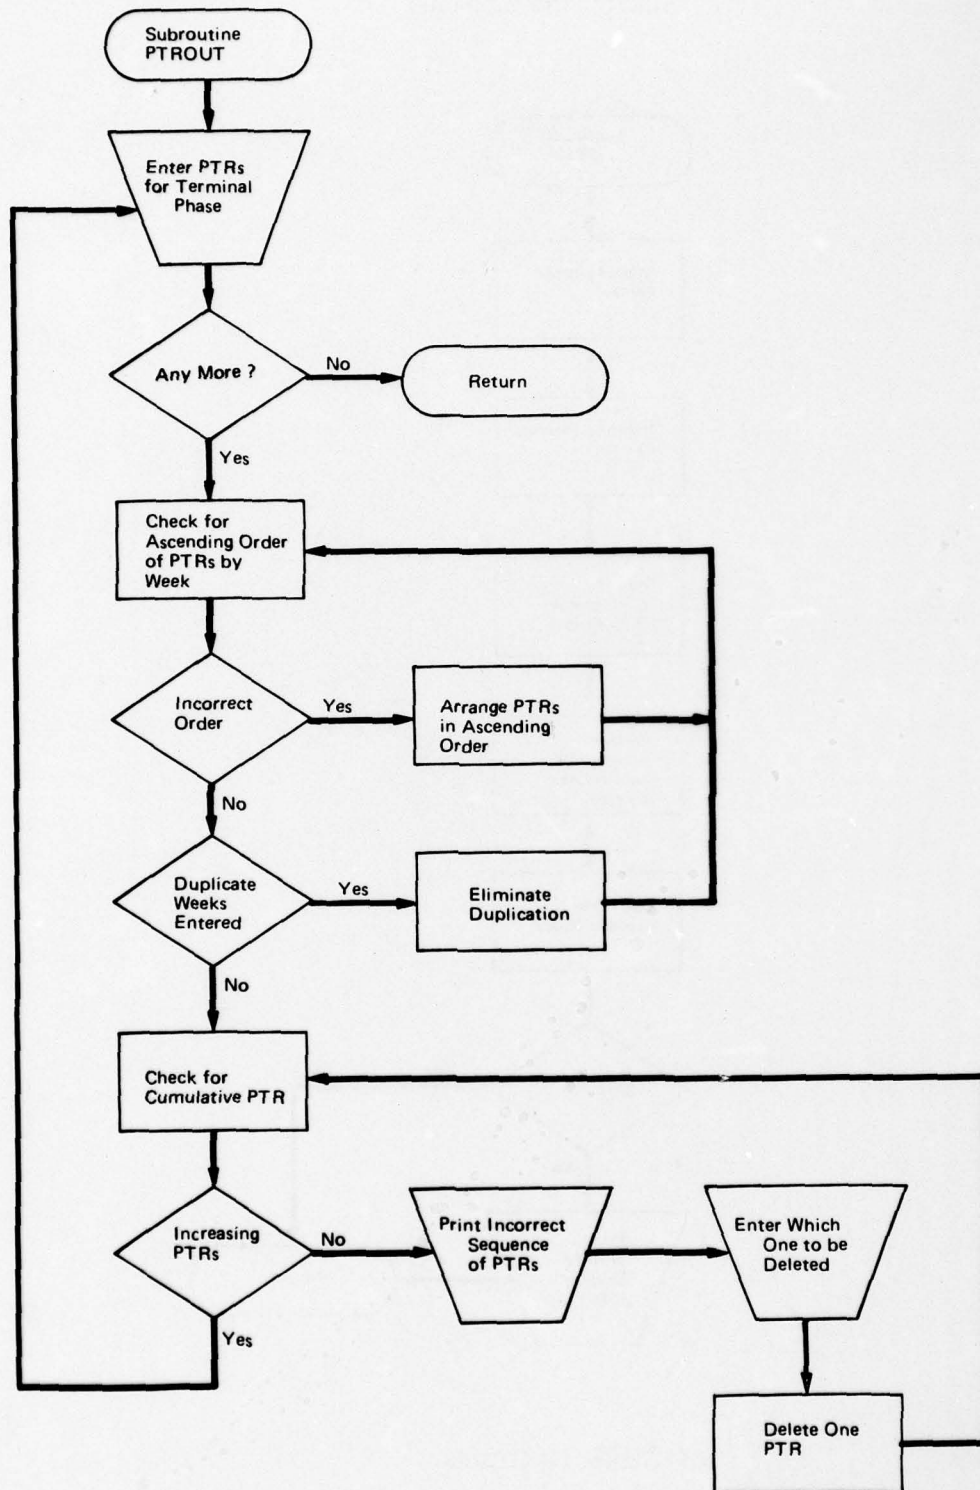 Subroutine
PTROUT
Enter PTRs
for Terminal
Phase
Any More ?
No
Return
Yes
Check for
Ascending Order
of PTRs by
Week
Incorrect
Order
Yes
Arrange PTRs
in Ascending
Order
No
Duplicate
Weeks
Entered
Yes
Eliminate
Duplication
No
Check for
Cumulative PTR
Increasing
PTRs
No
Print Incorrect
Sequence
of PTRs
Enter Which
One to be
Deleted
Yes
Delete One
PTR